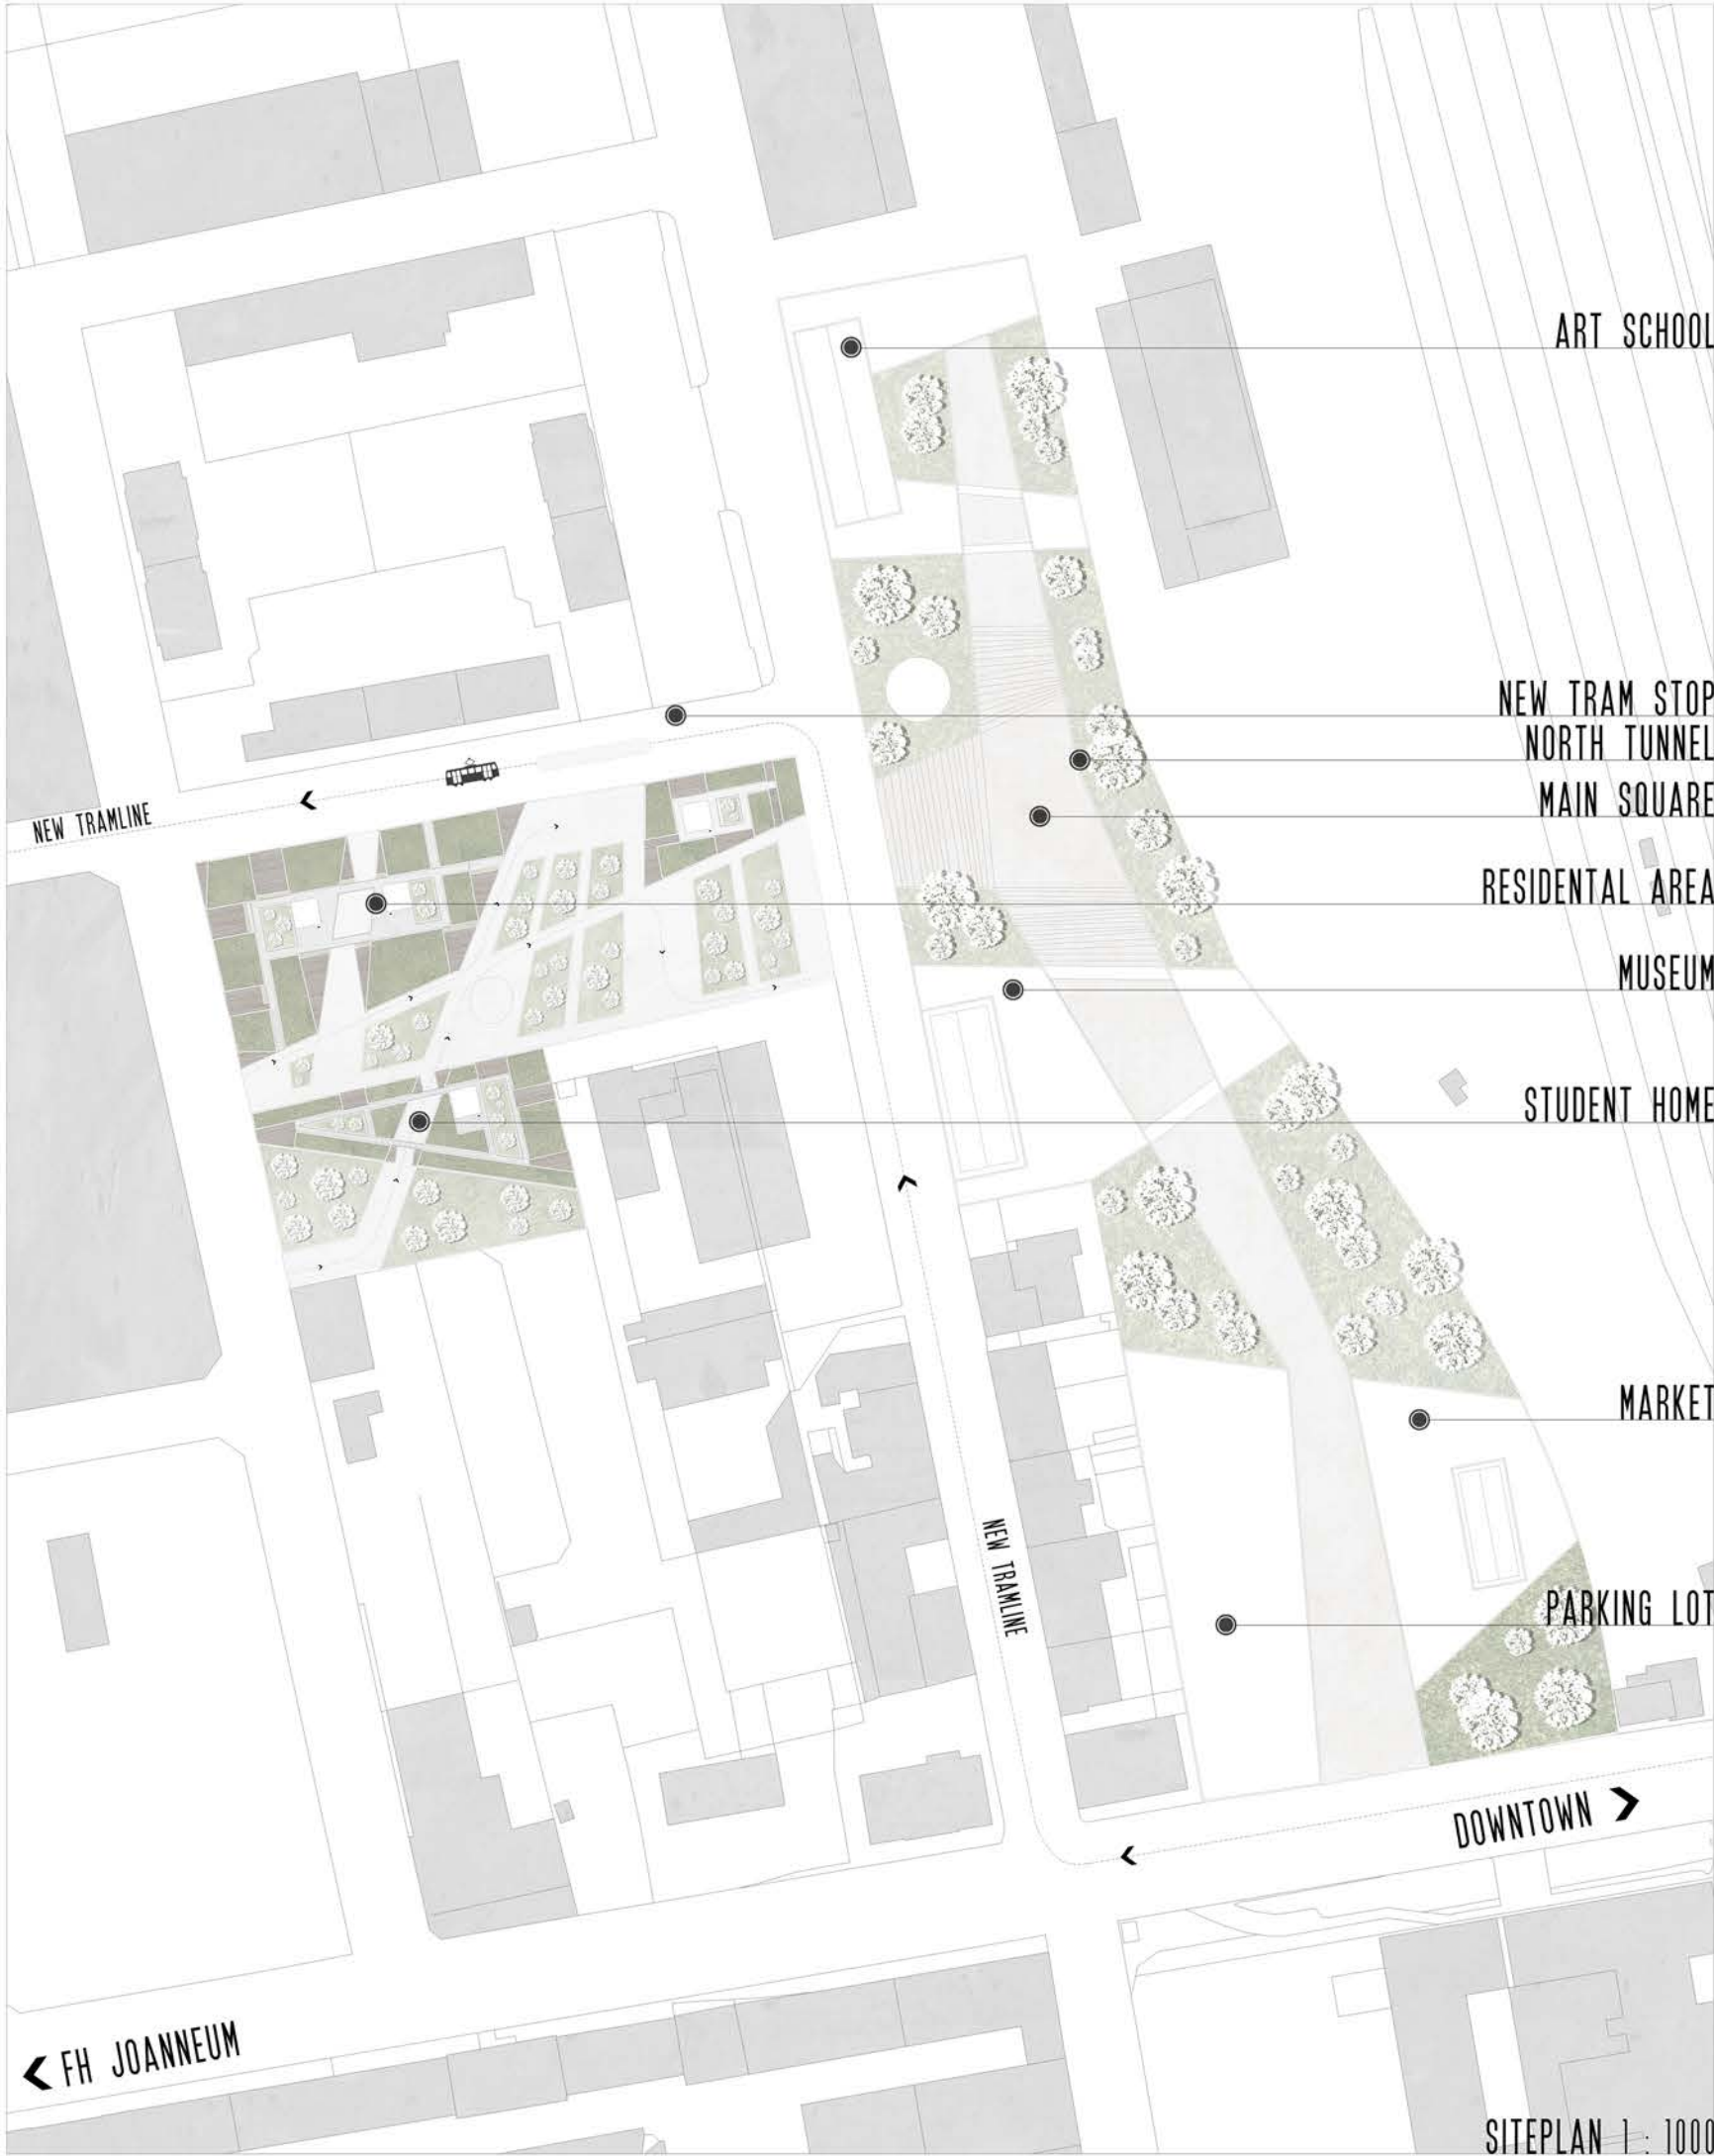 ART SCHOOL
NEW TRAM STOP
NORTH TUNNEL
MAIN SQUARE
NEW TRAMLINE
RESIDENTAL AREA
MUSEUM
STUDENT HOME
MARKET
NEW TRAMLINE
PARKING LOT
DOWNTOWN
FH JOANNEUM
SITEPLAN 1 : 1000